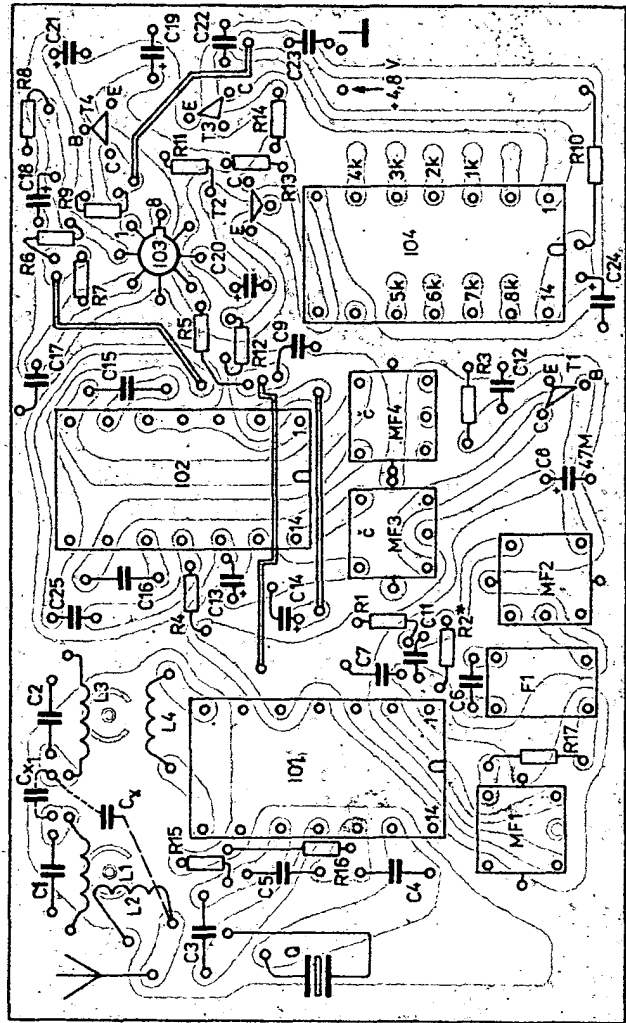 C21
C19
C22
C23
R8
T4
B
E
C
E
T3
C
+4,8 V
C18
R9
R11
R14
R6
1
8
IO3
T2
C
E
R13
R7
C20
4k
3k
2k
1k
R10
IO4
1
5k
6k
7k
8k
14
C24
C17
C15
R5
R12
C9
IO2
1
14
Č
MF4
R3
C12
E
C
T1
B
Č
MF3
C8
47M
C25
C16
R4
C13
C14
R1
C7
C11
R2*
MF2
C2
L3
L4
C6
F1
Cx1
Cx
IO1
1
14
R17
MF1
C1
L1
L2
R15
C5
R16
C4
C3
Q